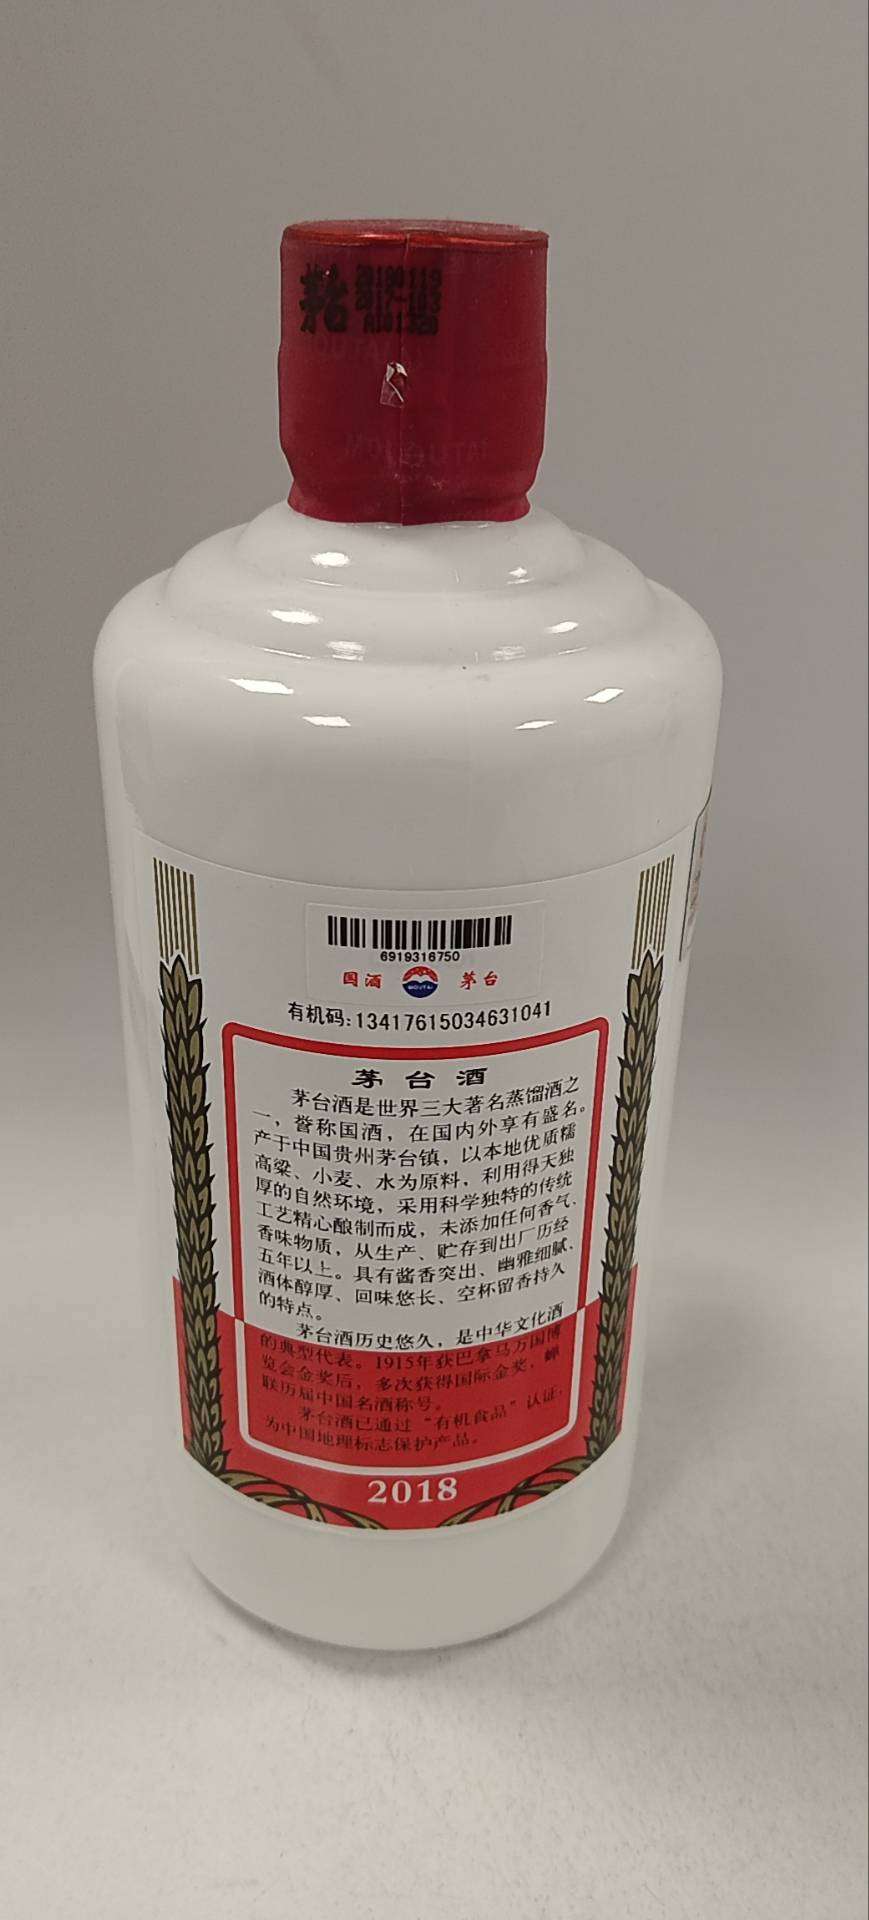 茅台
20180119
2017-103
A101320
6919316750
国酒 MOUTAI 茅台
有机码:13417615034631041
茅台酒
茅台酒是世界三大著名蒸馏酒之
一，誉称国酒，在国内外享有盛名。
产于中国贵州茅台镇，以本地优质糯
高粱、小麦、水为原料，利用得天独
厚的自然环境，采用科学独特的传统
工艺精心酿制而成，未添加任何香气、
香味物质，从生产、贮存到出厂历经
五年以上。具有酱香突出、幽雅细腻、
酒体醇厚、回味悠长、空杯留香持久
的特点。
茅台酒历史悠久，是中华文化酒
的典型代表。1915年获巴拿马万国博
览会金奖后，多次获得国际金奖，蝉
联历届中国名酒称号。
茅台酒已通过“有机食品”认证，
为中国地理标志保护产品。
2018